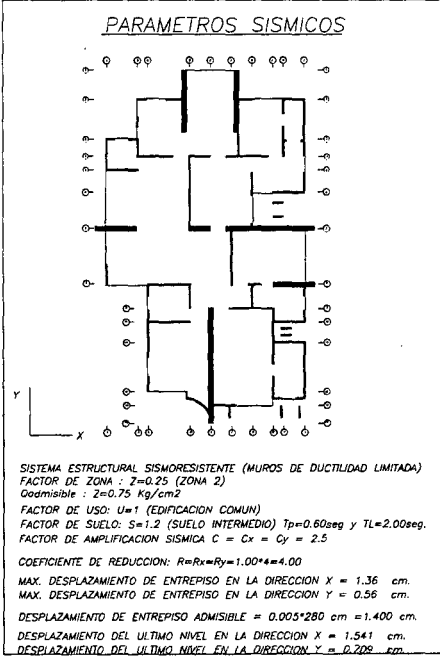 PARAMETROS SISMICOS
Y
X
SISTEMA ESTRUCTURAL SISMORESISTENTE (MUROS DE DUCTILIDAD LIMITADA)
FACTOR DE ZONA : Z=0.25 (ZONA 2)
Qadmisible : Z=0.75 Kg/cm2
FACTOR DE USO: U=1 (EDIFICACION COMUN)
FACTOR DE SUELO: S=1.2 (SUELO INTERMEDIO) Tp=0.60seg y TL=2.00seg.
FACTOR DE AMPLIFICACION SISMICA C = Cx = Cy = 2.5
COEFICIENTE DE REDUCCION: R=Rx=Ry=1.00*4=4.00
MAX. DESPLAZAMIENTO DE ENTREPISO EN LA DIRECCION X = 1.36 cm.
MAX. DESPLAZAMIENTO DE ENTREPISO EN LA DIRECCION Y = 0.56 cm.
DESPLAZAMIENTO DE ENTREPISO ADMISIBLE = 0.005*280 cm =1.400 cm.
DESPLAZAMIENTO DEL ULTIMO NIVEL EN LA DIRECCION X = 1.541 cm.
DESPLAZAMIENTO DEL ULTIMO NIVEL EN LA DIRECCION Y = 0.709 cm.